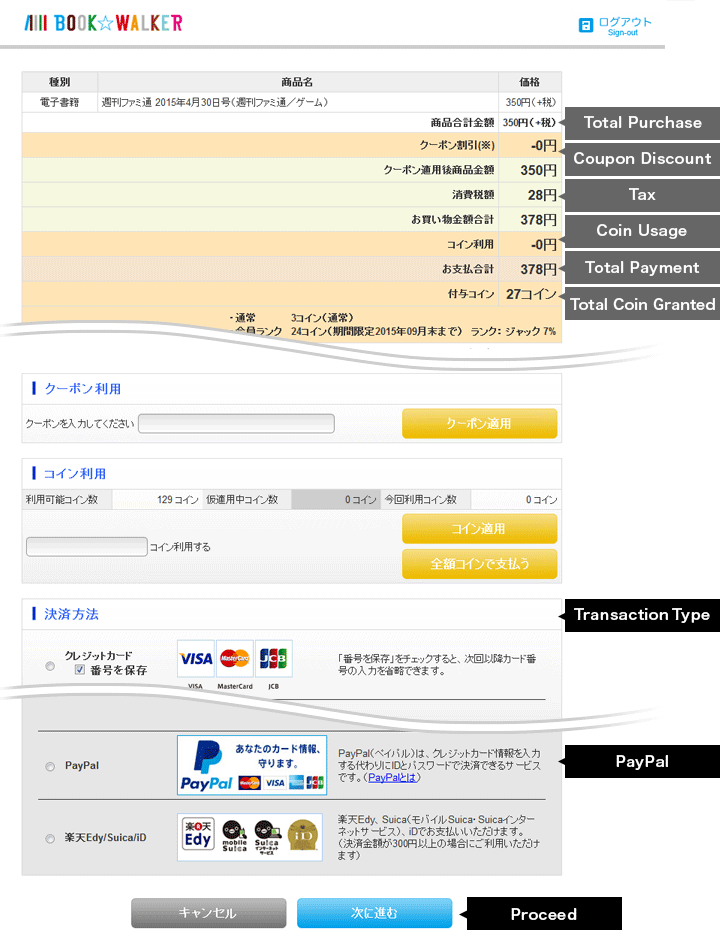 BOOK☆WALKER
ログアウト
Sign-out
種別 商品名 価格
電子書籍 週刊ファミ通 2015年4月30日号(週刊ファミ通/ゲーム) 350円(+税)
商品合計金額 350円(+税) Total Purchase
クーポン割引(※) -0円 Coupon Discount
クーポン適用後商品金額 350円
消費税額 28円 Tax
お買い物金額合計 378円
コイン利用 -0円 Coin Usage
お支払合計 378円 Total Payment
付与コイン 27コイン Total Coin Granted
・通常 3コイン(通常)
・会員ランク 24コイン(期間限定2015年09月末まで) ランク: ジャック 7%
クーポン利用
クーポンを入力してください クーポン適用
コイン利用
利用可能コイン数 129 コイン 仮運用中コイン数 0 コイン 今回利用コイン数 0 コイン
コイン適用
コイン利用する
全額コインで支払う
決済方法 Transaction Type
クレジットカード
番号を保存
VISA MasterCard JCB
VISA MasterCard JCB
「番号を保存」をチェックすると、次回以降カード番
号の入力を省略できます。
PayPal
PayPal
あなたのカード情報、
守ります。
PayPal MasterCard VISA JCB
PayPal(ペイパル)は、クレジットカード情報を入力
する代わりにIDとパスワードで決済できるサービス
です。(PayPalとは)
楽天Edy/Suica/iD
楽天 Edy
mobile Suica
Suica インターネットサービス
iD
楽天Edy、Suica(モバイルSuica・Suicaインター
ネットサービス)、iDでお支払いいただけます。
(決済金額が300円以上の場合にご利用いただけ
ます)
キャンセル 次に進む Proceed